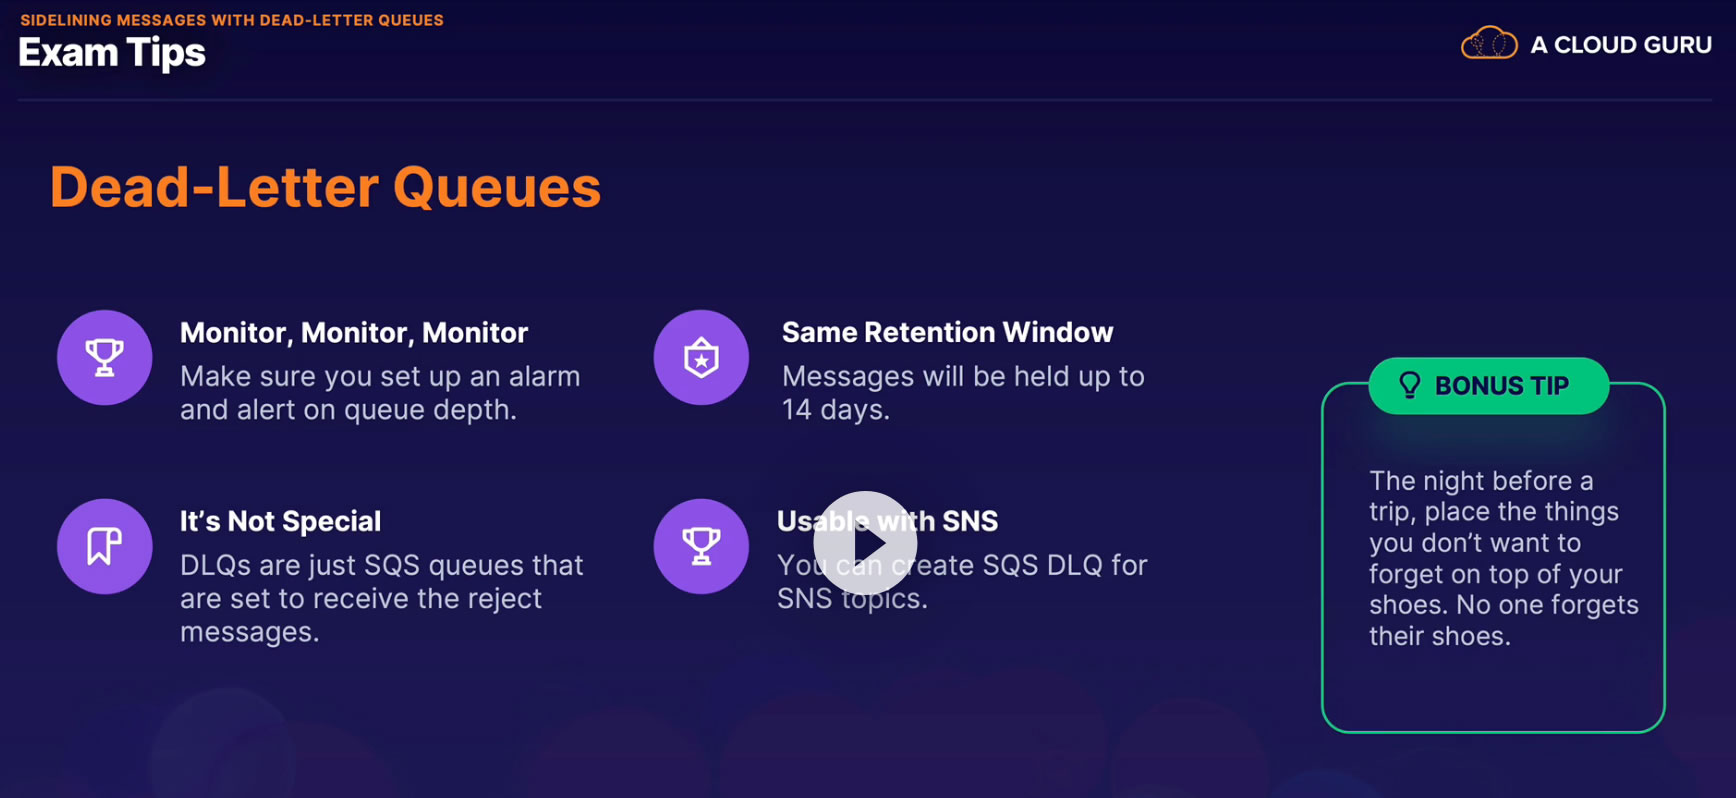 SIDELINING MESSAGES WITH DEAD-LETTER QUEUES
Exam Tips
A CLOUD GURU
Dead-Letter Queues
Monitor, Monitor, Monitor
Make sure you set up an alarm
and alert on queue depth.
Same Retention Window
Messages will be held up to
14 days.
It's Not Special
DLQs are just SQS queues that
are set to receive the reject
messages.
Usable with SNS
You can create SQS DLQ for
SNS topics.
BONUS TIP
The night before a
trip, place the things
you don't want to
forget on top of your
shoes. No one forgets
their shoes.